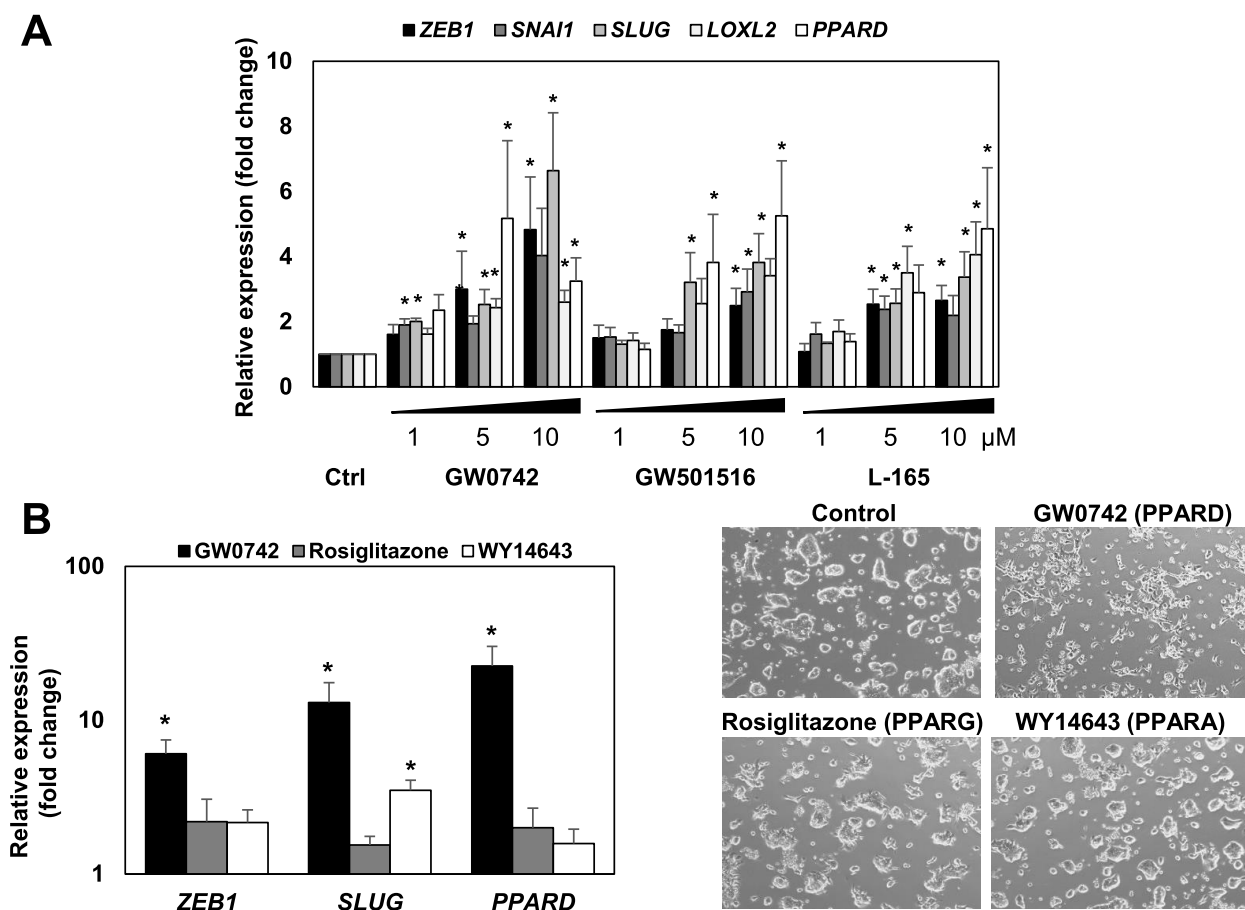 A
ZEB1 SNAI1 SLUG LOXL2 PPARD
Relative expression (fold change)
10
8
6
4
2
0
* * * * * * * * * * * * * * * * * * * * * * * * *
1 5 10 1 5 10 1 5 10 µM
Ctrl GW0742 GW501516 L-165
B
GW0742 Rosiglitazone WY14643
Relative expression
(fold change)
100
10
1
* * * *
ZEB1 SLUG PPARD
Control
GW0742 (PPARD)
Rosiglitazone (PPARG)
WY14643 (PPARA)